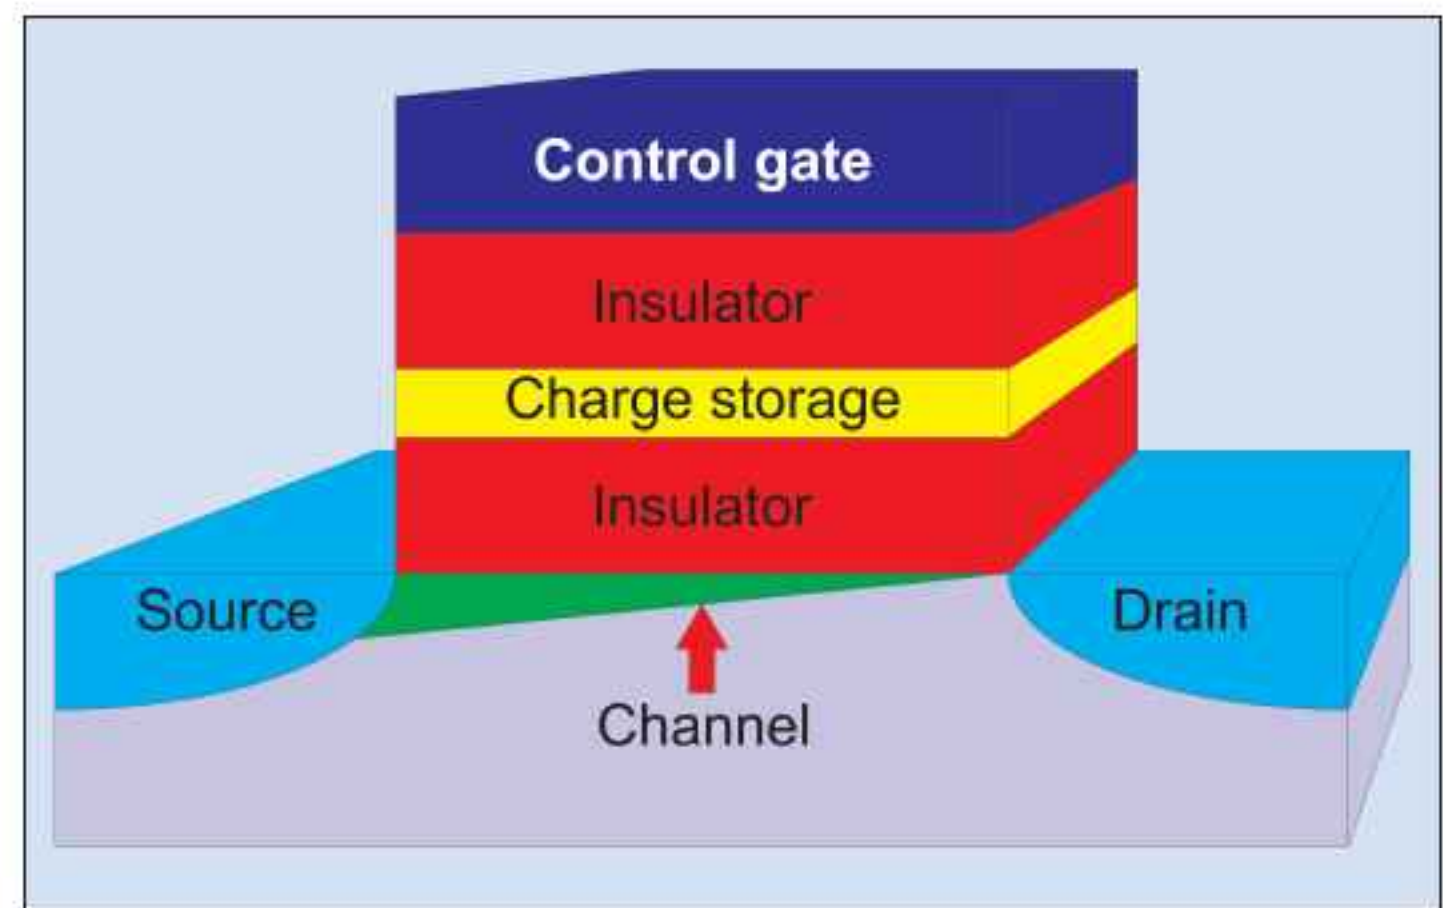 Control gate
Insulator
Charge storage
Insulator
Source
Drain
Channel